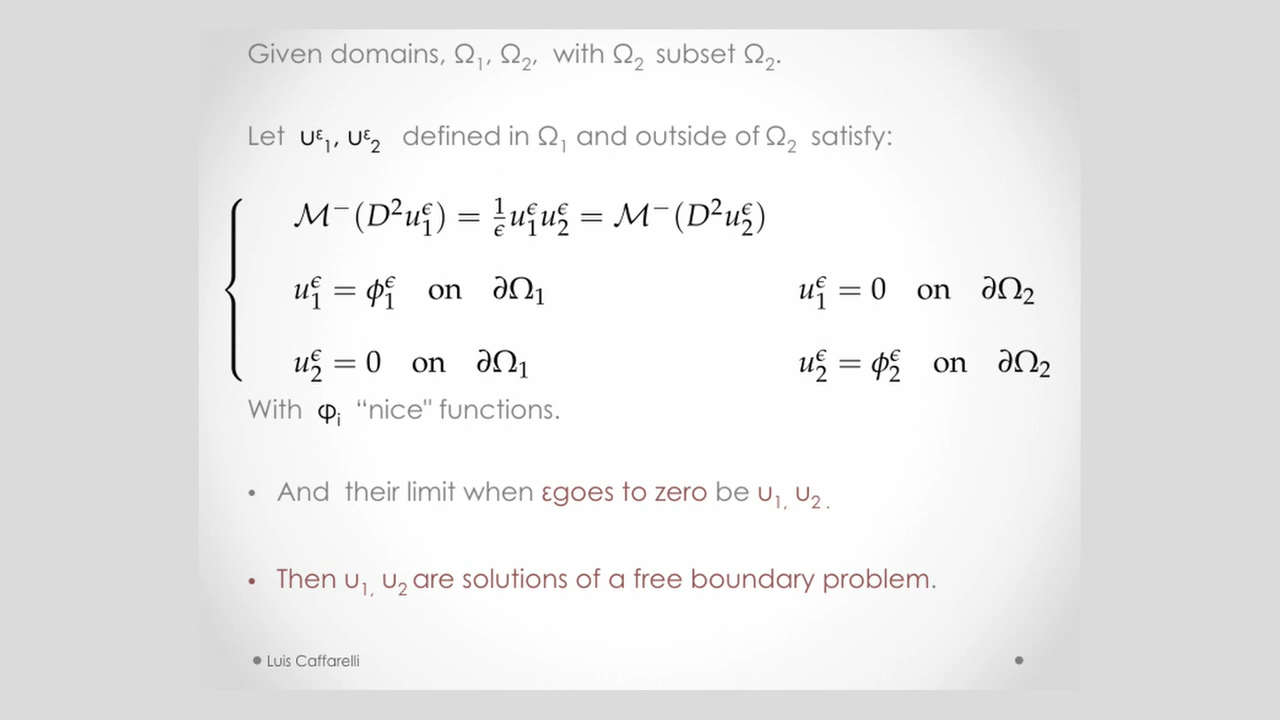 Given domains, Ω₁, Ω₂, with Ω₂ subset Ω₂.
Let uᵋ₁, uᵋ₂ defined in Ω₁ and outside of Ω₂ satisfy:
ℳ⁻(D²u₁^ϵ) = 1/ϵ u₁^ϵ u₂^ϵ = ℳ⁻(D²u₂^ϵ)
u₁^ϵ = ϕ₁^ϵ on ∂Ω₁ u₁^ϵ = 0 on ∂Ω₂
u₂^ϵ = 0 on ∂Ω₁ u₂^ϵ = ϕ₂^ϵ on ∂Ω₂
With φᵢ “nice" functions.
• And their limit when εgoes to zero be u₁, u₂ .
• Then u₁, u₂ are solutions of a free boundary problem.
• Luis Caffarelli •